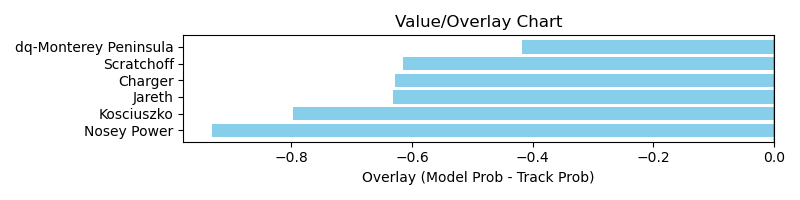 Value/Overlay Chart
dq-Monterey Peninsula
Scratchoff
Charger
Jareth
Kosciuszko
Nosey Power
−0.8 −0.6 −0.4 −0.2 0.0
Overlay (Model Prob - Track Prob)